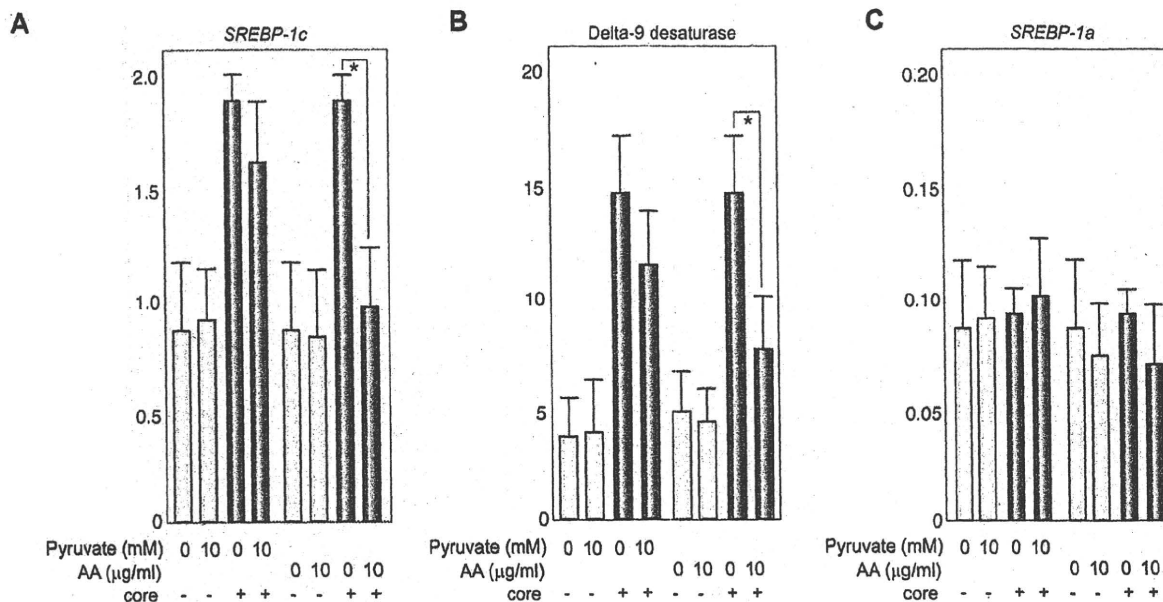 A
SREBP-1c
2.0
1.5
1.0
0.5
0
*
Pyruvate (mM) 0 10 0 10
AA (μg/ml) 0 10 0 10
core - - + + - - + +
B
Delta-9 desaturase
20
15
10
5
0
*
Pyruvate (mM) 0 10 0 10
AA (μg/ml) 0 10 0 10
core - - + + - - + +
C
SREBP-1a
0.20
0.15
0.10
0.05
0
Pyruvate (mM) 0 10 0 10
AA (μg/ml) 0 10 0 10
core - - + + - - + +